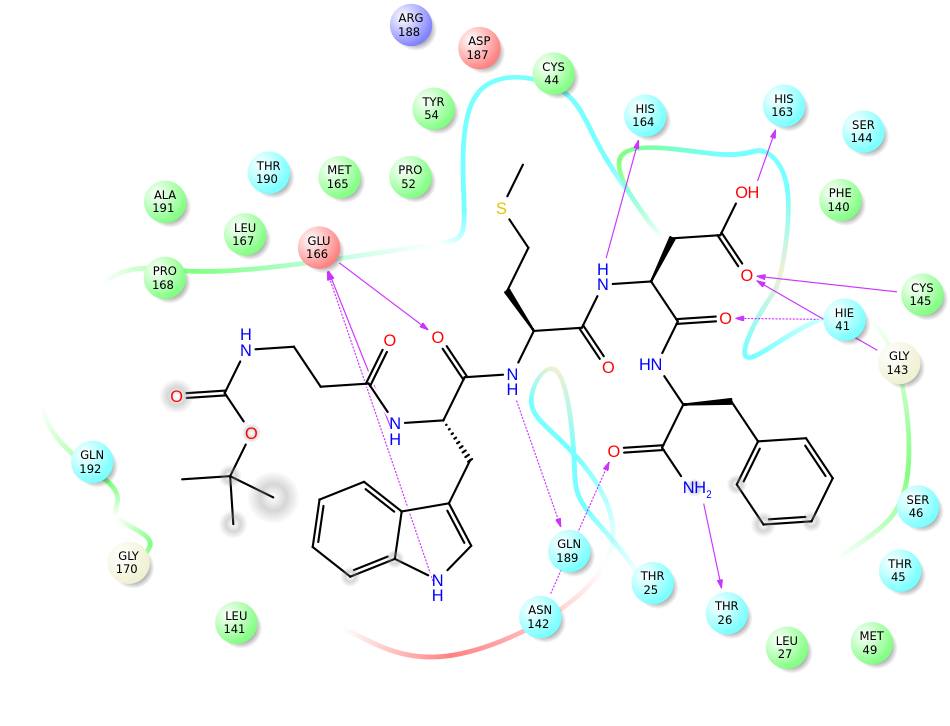 ARG
188
ASP
187
CYS
44
TYR
54
HIS
164
HIS
163
SER
144
THR
190
MET
165
PRO
52
ALA
191
PHE
140
LEU
167
GLU
166
S
OH
PRO
168
H
N
O
CYS
145
HIE
41
O
H
N
O
O
O
GLY
143
HN
O
N
H
O
O
N
H
O
GLN
192
O
NH2
SER
46
GLY
170
GLN
189
THR
45
N
H
THR
25
ASN
142
THR
26
LEU
141
LEU
27
MET
49